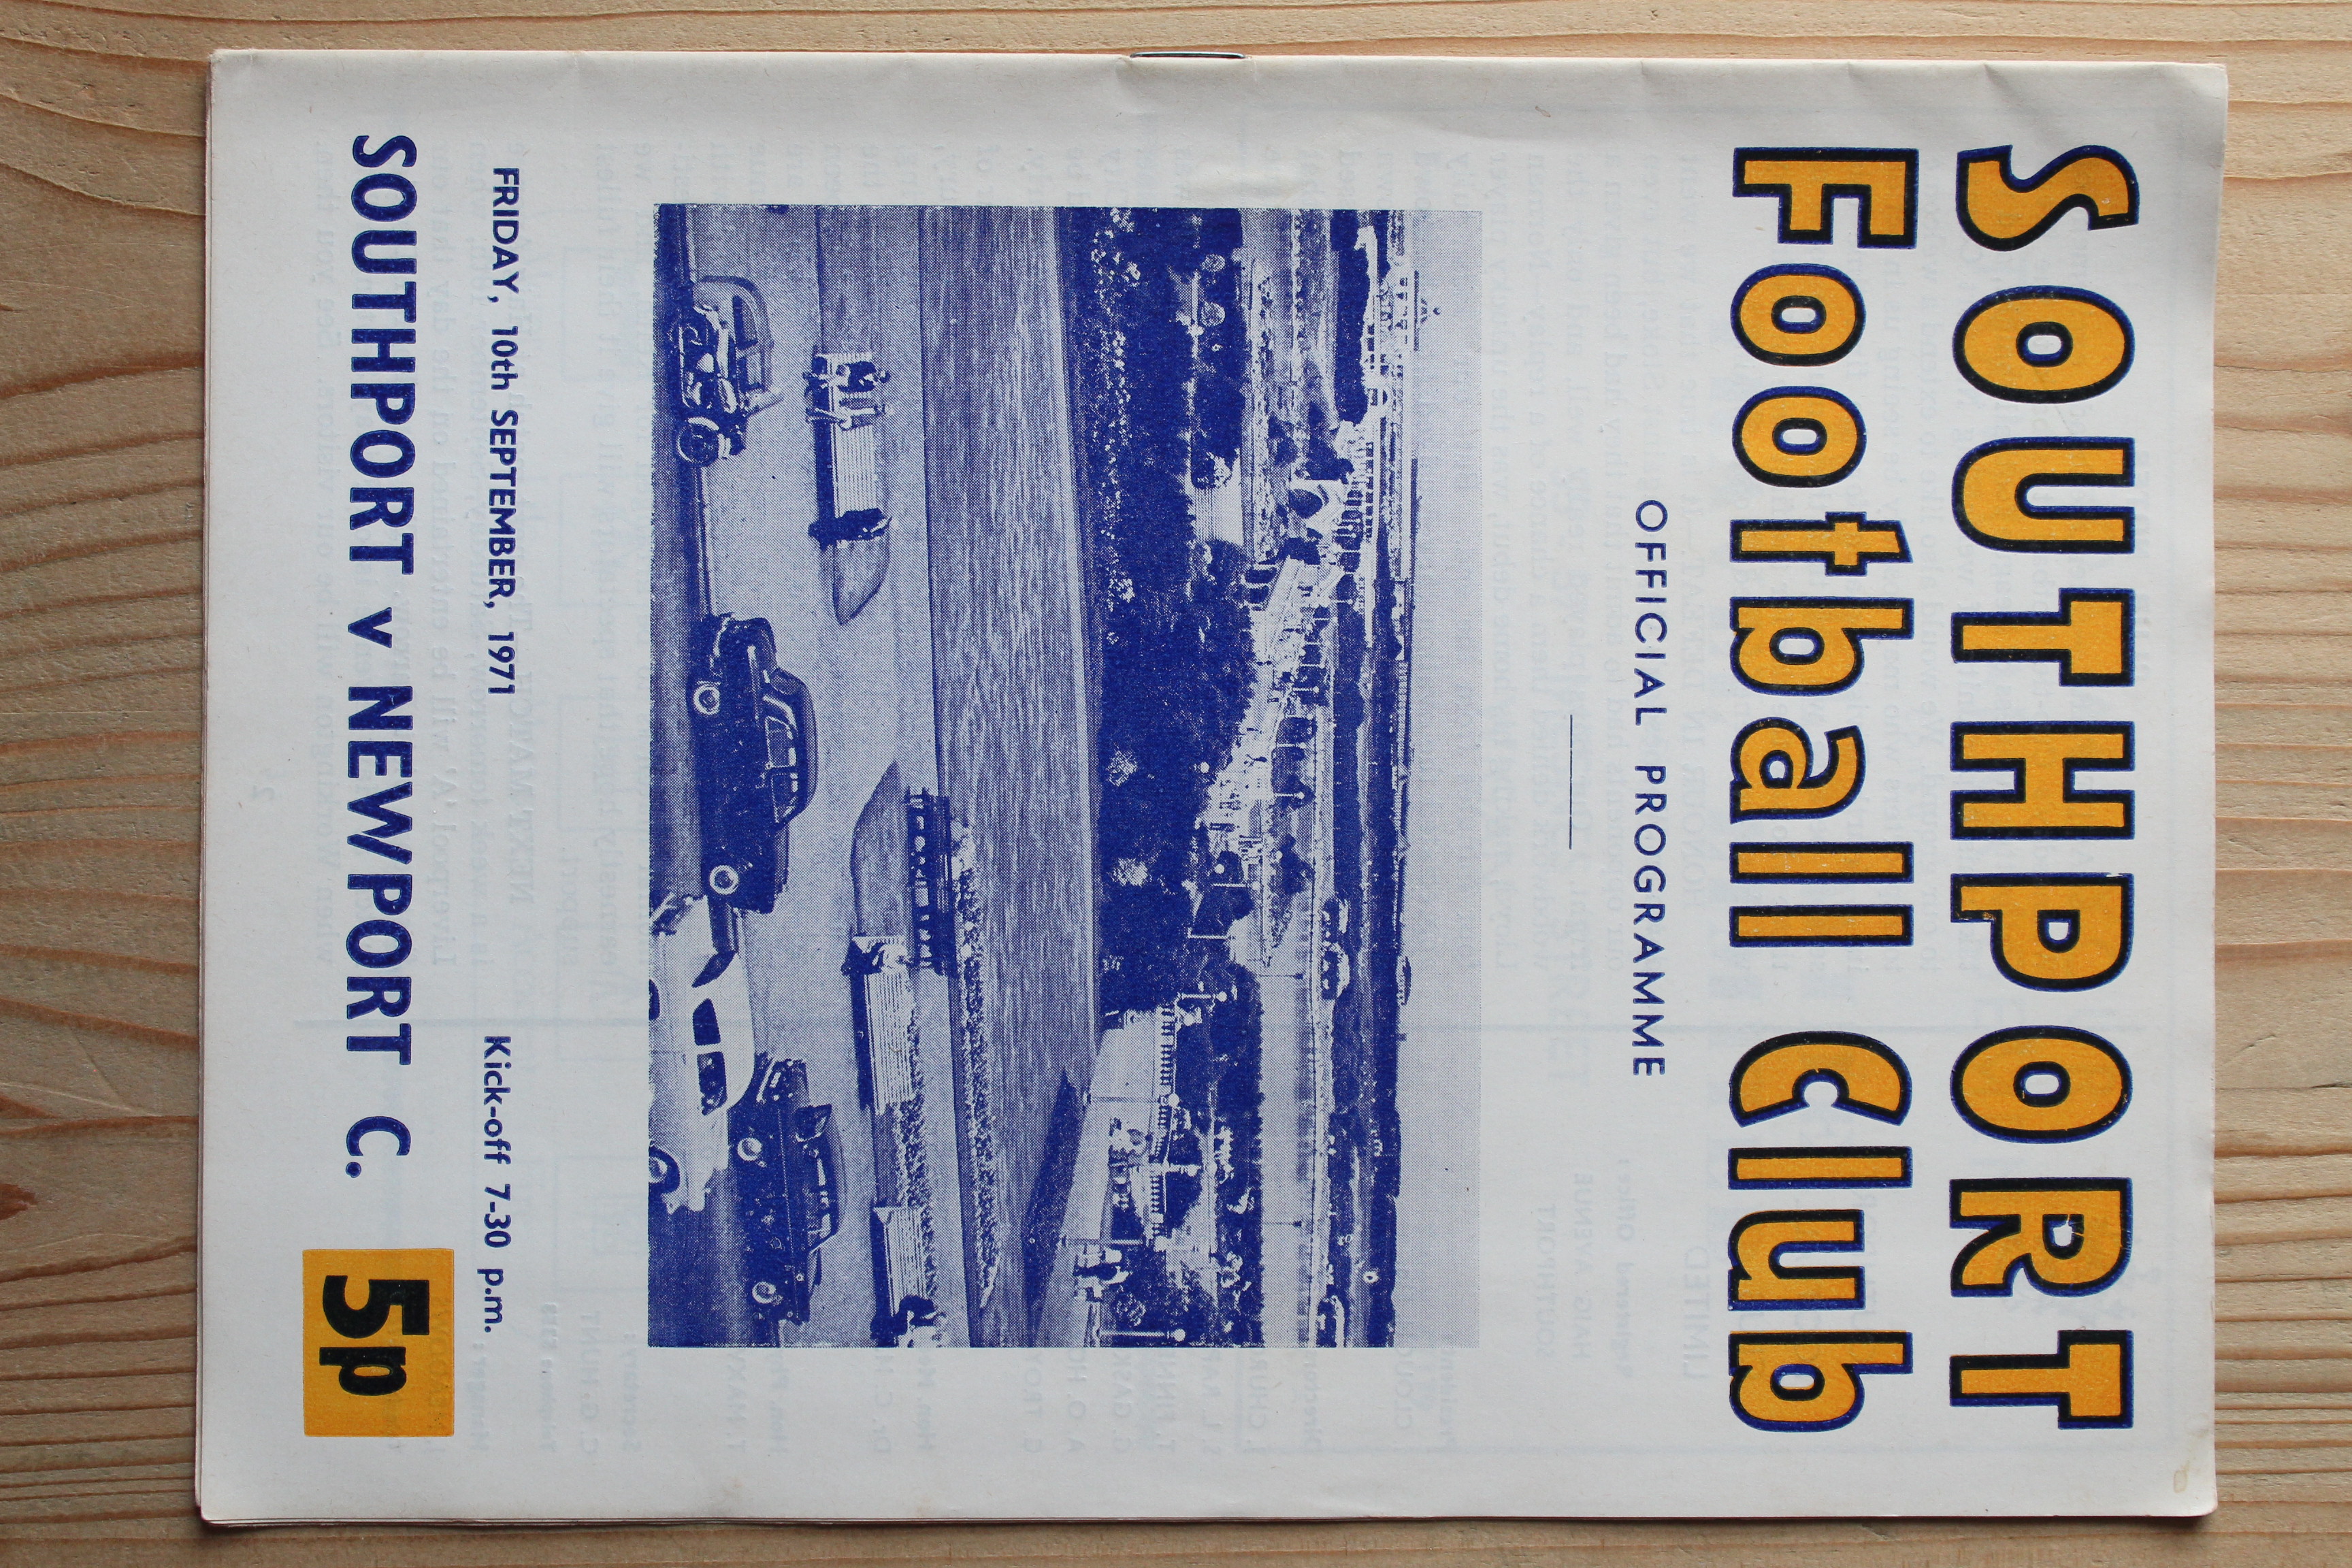 SOUTHPORT
Football Club
OFFICIAL PROGRAMME
FRIDAY, 10th SEPTEMBER, 1971 Kick-off 7-30 p.m.
SOUTHPORT v NEWPORT C.
5p